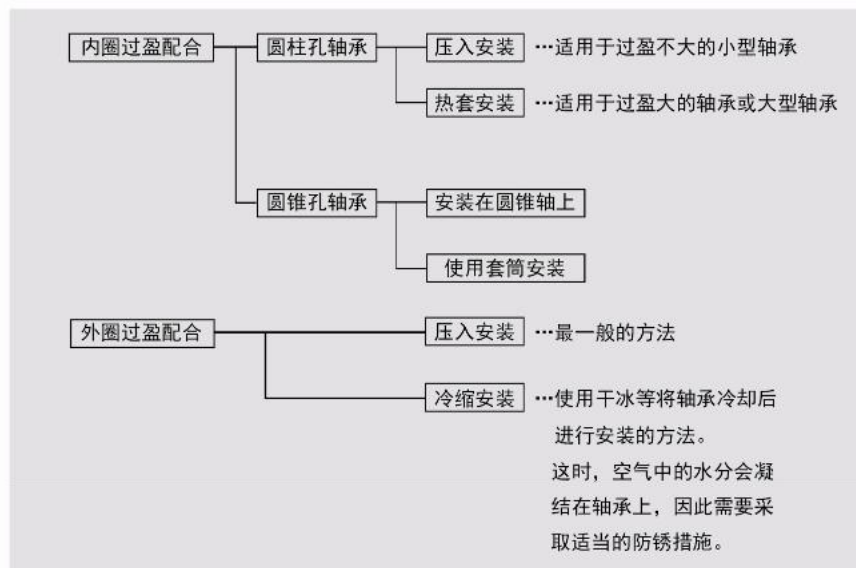 内圈过盈配合 圆柱孔轴承 压入安装 …适用于过盈不大的小型轴承
热套安装 …适用于过盈大的轴承或大型轴承
圆锥孔轴承 安装在圆锥轴上
使用套筒安装
外圈过盈配合 压入安装 …最一般的方法
冷缩安装 …使用干冰等将轴承冷却后
进行安装的方法。
这时，空气中的水分会凝
结在轴承上，因此需要采
取适当的防锈措施。